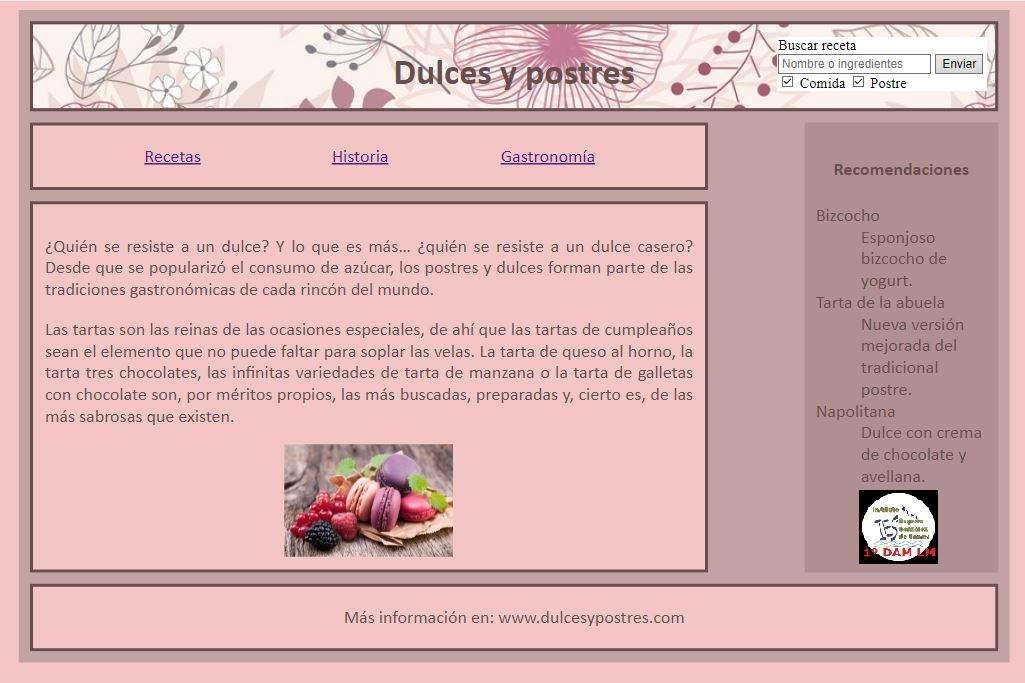 Dulces y postres
Buscar receta
Nombre o ingredientes
Enviar
Comida
Postre
Recetas
Historia
Gastronomía
¿Quién se resiste a un dulce? Y lo que es más... ¿quién se resiste a un dulce casero?
Desde que se popularizó el consumo de azúcar, los postres y dulces forman parte de las
tradiciones gastronómicas de cada rincón del mundo.
Las tartas son las reinas de las ocasiones especiales, de ahí que las tartas de cumpleaños
sean el elemento que no puede faltar para soplar las velas. La tarta de queso al horno, la
tarta tres chocolates, las infinitas variedades de tarta de manzana o la tarta de galletas
con chocolate son, por méritos propios, las más buscadas, preparadas y, cierto es, de las
más sabrosas que existen.
Recomendaciones
Bizcocho
Esponjoso
bizcocho de
yogurt.
Tarta de la abuela
Nueva versión
mejorada del
tradicional
postre.
Napolitana
Dulce con crema
de chocolate y
avellana.
1º DAM LM
Más información en: www.dulcesypostres.com